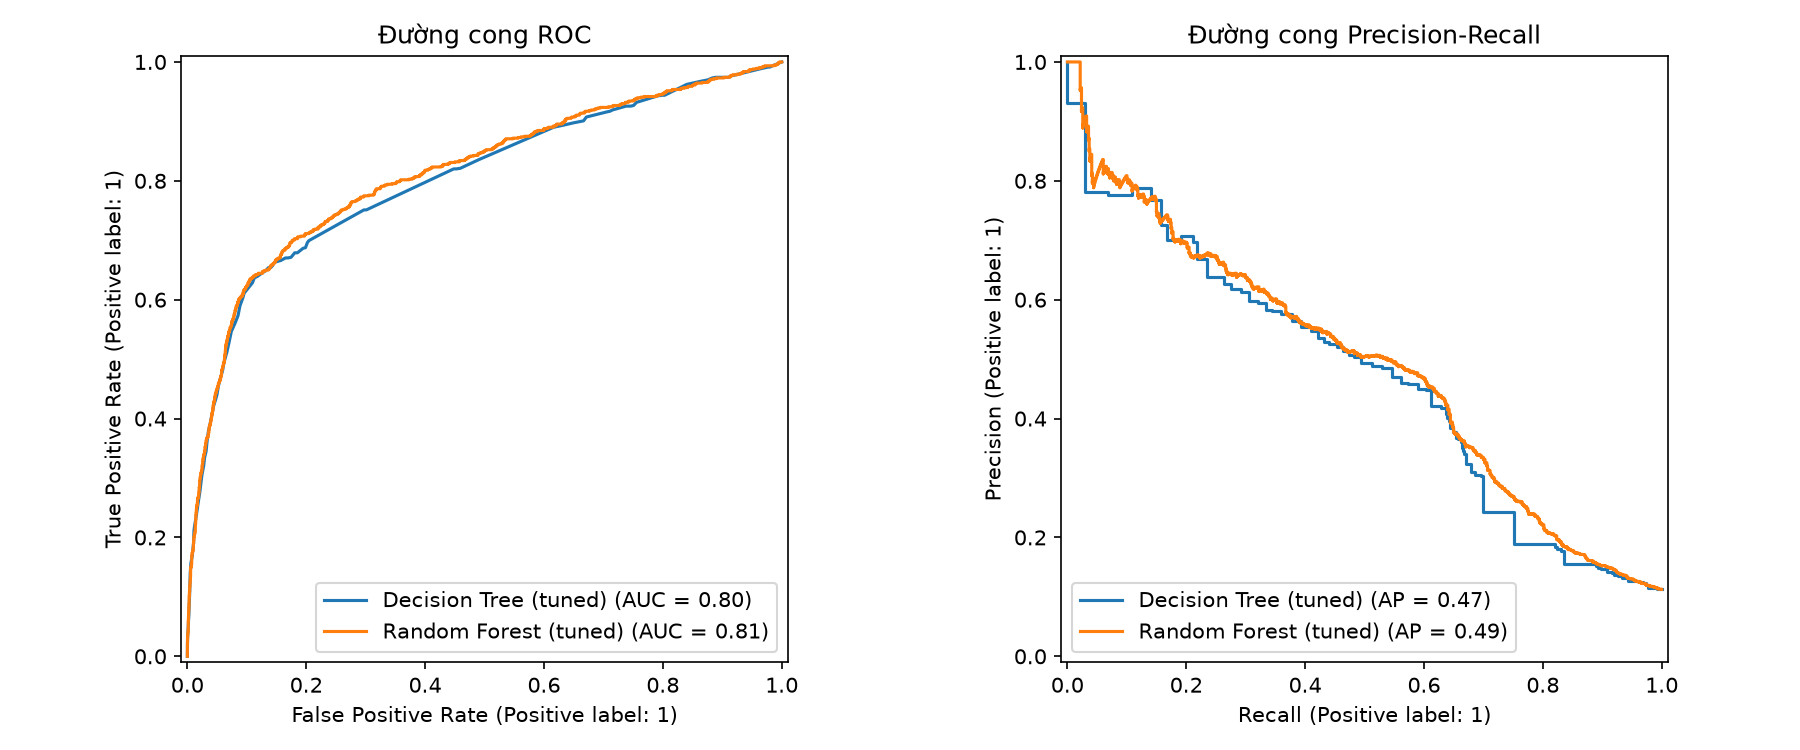 Đường cong ROC
True Positive Rate (Positive label: 1)
1.0
0.8
0.6
0.4
0.2
0.0
Decision Tree (tuned) (AUC = 0.80)
Random Forest (tuned) (AUC = 0.81)
0.0 0.2 0.4 0.6 0.8 1.0
False Positive Rate (Positive label: 1)
Đường cong Precision-Recall
Precision (Positive label: 1)
1.0
0.8
0.6
0.4
0.2
0.0
Decision Tree (tuned) (AP = 0.47)
Random Forest (tuned) (AP = 0.49)
0.0 0.2 0.4 0.6 0.8 1.0
Recall (Positive label: 1)